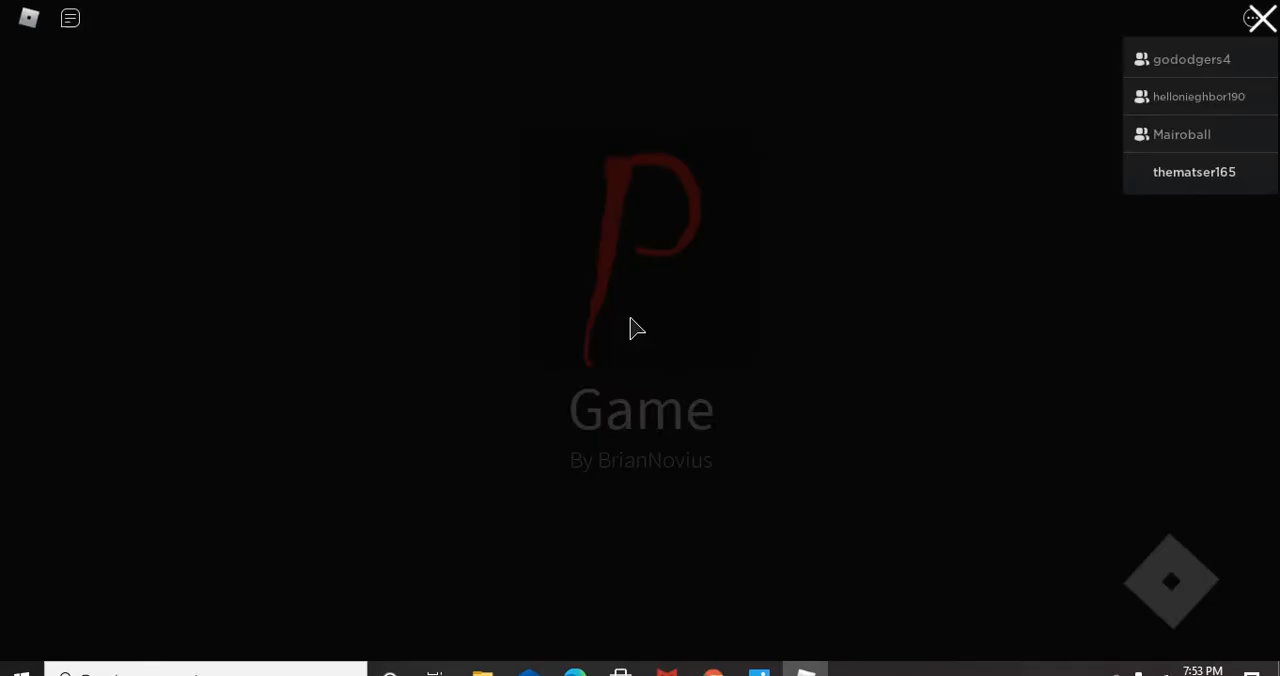 gododgers4
hellonieghbor190
Mairoball
thematser165
P
Game
By BrianNovius
7:53 PM